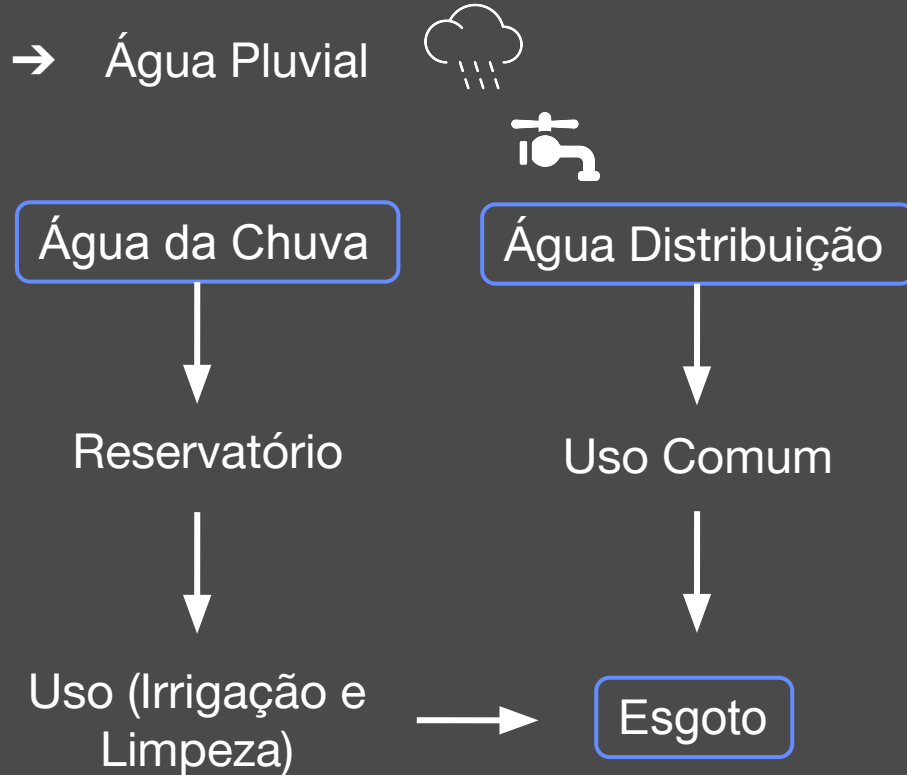 ➔ Água Pluvial
Água da Chuva
Água Distribuição
Reservatório
Uso Comum
Uso (Irrigação e
Limpeza)
Esgoto